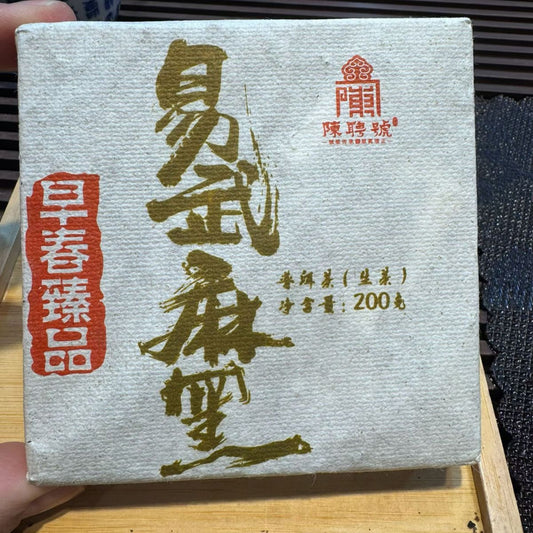 易武麻黑
陳聘號
早春臻品
普洱茶(生茶)
净含量:200克